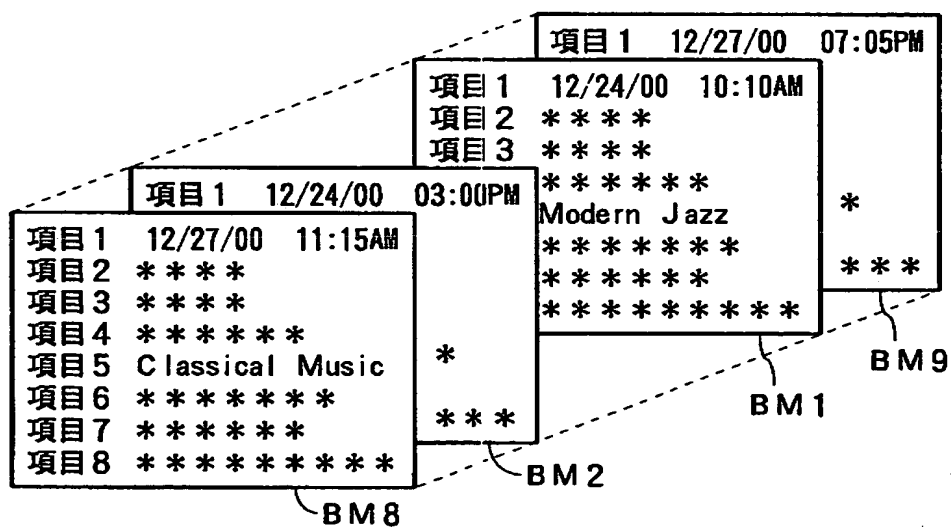 項目1 12/27/00 07:05PM
*
***
BM9
項目1 12/24/00 10:10AM
項目2 ****
項目3 ****
******
Modern Jazz
*******
******
*********
BM1
項目1 12/24/00 03:00PM
*
***
BM2
項目1 12/27/00 11:15AM
項目2 ****
項目3 ****
項目4 ******
項目5 Classical Music
項目6 *******
項目7 ******
項目8 *********
BM8